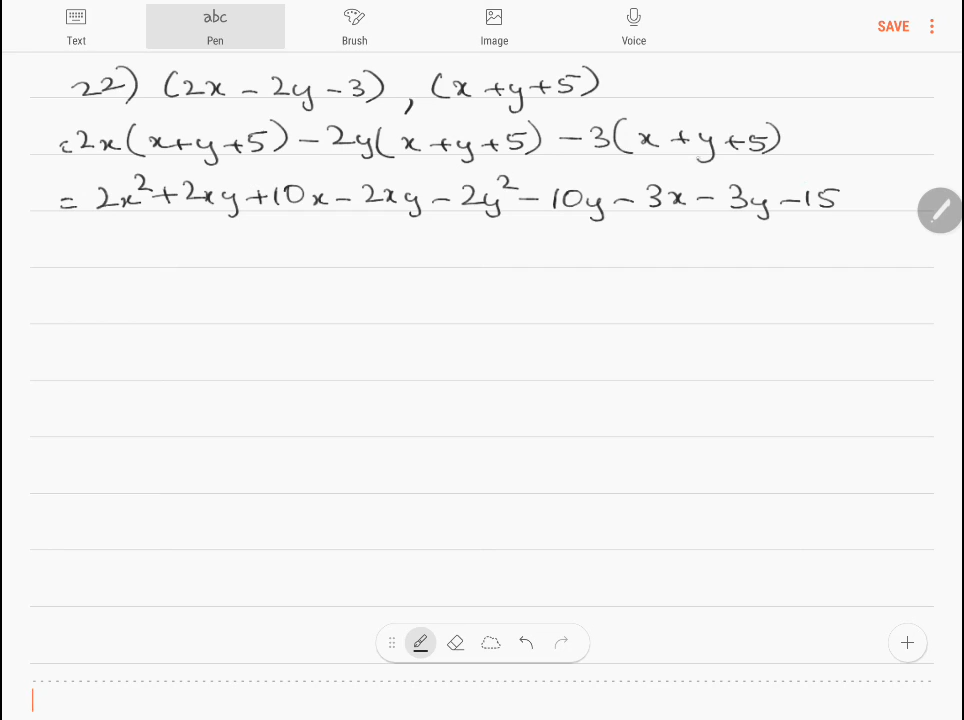 Text abc Pen Brush Image Voice SAVE
22) (2x - 2y - 3) , (x + y + 5)
= 2x(x+y+5) - 2y(x+y+5) - 3(x+y+5)
= 2x² + 2xy + 10x - 2xy - 2y² - 10y - 3x - 3y - 15